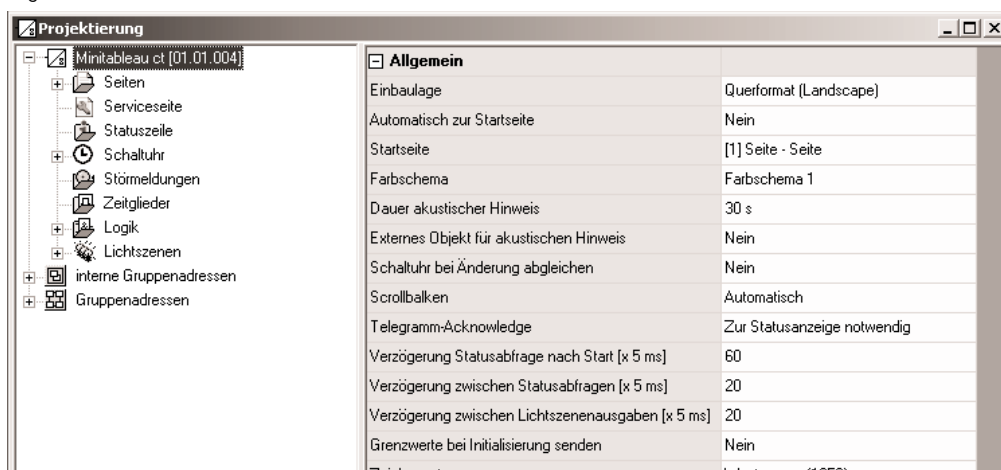 Projektierung
Minitableau ct [01.01.004]
Seiten
Serviceseite
Statuszeile
Schaltuhr
Störmeldungen
Zeitglieder
Logik
Lichtszenen
interne Gruppenadressen
Gruppenadressen
Allgemein
Einbaulage Querformat (Landscape)
Automatisch zur Startseite Nein
Startseite [1] Seite - Seite
Farbschema Farbschema 1
Dauer akustischer Hinweis 30 s
Externes Objekt für akustischen Hinweis Nein
Schaltuhr bei Änderung abgleichen Nein
Scrollbalken Automatisch
Telegramm-Acknowledge Zur Statusanzeige notwendig
Verzögerung Statusabfrage nach Start [x 5 ms] 60
Verzögerung zwischen Statusabfragen [x 5 ms] 20
Verzögerung zwischen Lichtszenenausgaben [x 5 ms] 20
Grenzwerte bei Initialisierung senden Nein